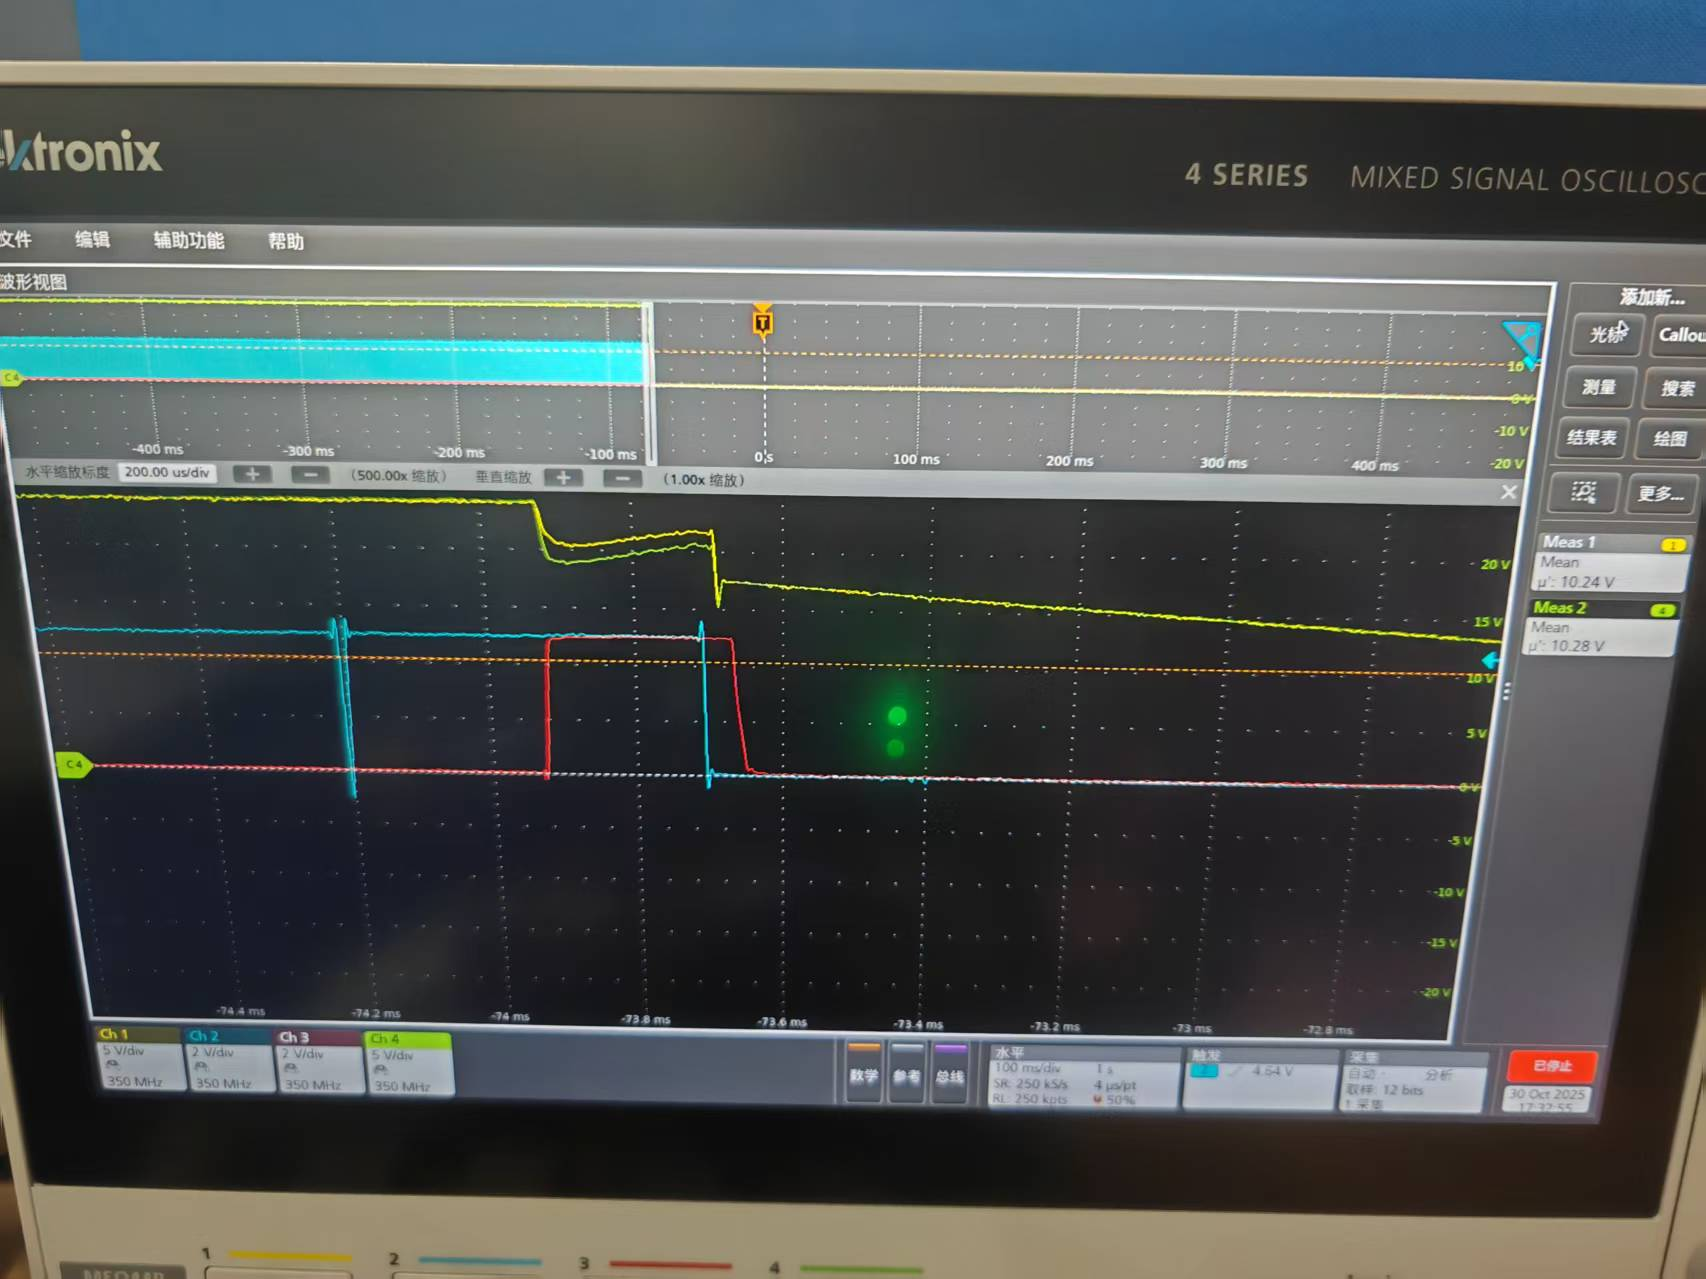 ktronix
4 SERIES MIXED SIGNAL OSCILLOSC
文件 编辑 辅助功能 帮助
波形视图
添加新...
光标 Callou
测量 搜索
结果表 绘图
更多...
T
C4
10
0 V
-10 V
-20 V
-400 ms -300 ms -200 ms -100 ms 0 s 100 ms 200 ms 300 ms 400 ms
水平缩放标度 200.00 us/div + - (500.00x 缩放) 垂直缩放 + - (1.00x 缩放)
Meas 1 1
Mean
μ': 10.24 V
Meas 2 4
Mean
μ': 10.28 V
20 V
15 V
10 V
5 V
C4
0 V
-5 V
-10 V
-15 V
-20 V
-74.4 ms -74.2 ms -74 ms -73.8 ms -73.6 ms -73.4 ms -73.2 ms -73 ms -72.8 ms
Ch 1
5 V/div
350 MHz
Ch 2
2 V/div
350 MHz
Ch 3
2 V/div
350 MHz
Ch 4
5 V/div
350 MHz
数学 参考 总线
水平
100 ms/div 1 s
SR: 250 kS/s 4 μs/pt
RL: 250 kpts 50%
触发
2 4.64 V
采集
自动, 分析
取样: 12 bits
1 采集
已停止
30 Oct 2025
17:32:55
1 2 3 4